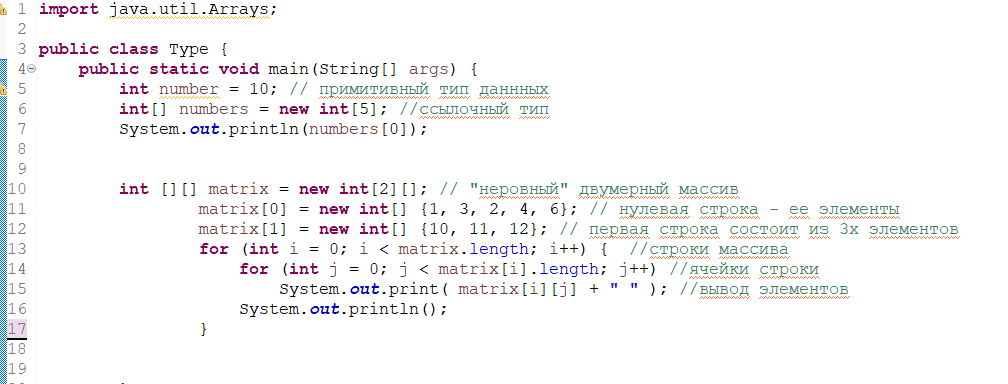 1 import java.util.Arrays;
2
3 public class Type {
4 public static void main(String[] args) {
5 int number = 10; // примитивный тип даннных
6 int[] numbers = new int[5]; //ссылочный тип
7 System.out.println(numbers[0]);
8
9
10 int [][] matrix = new int[2][]; // "неровный" двумерный массив
11 matrix[0] = new int[] {1, 3, 2, 4, 6}; // нулевая строка - ее элементы
12 matrix[1] = new int[] {10, 11, 12}; // первая строка состоит из 3х элементов
13 for (int i = 0; i < matrix.length; i++) { //строки массива
14 for (int j = 0; j < matrix[i].length; j++) //ячейки строки
15 System.out.print( matrix[i][j] + " " ); //вывод элементов
16 System.out.println();
17 }
18
19